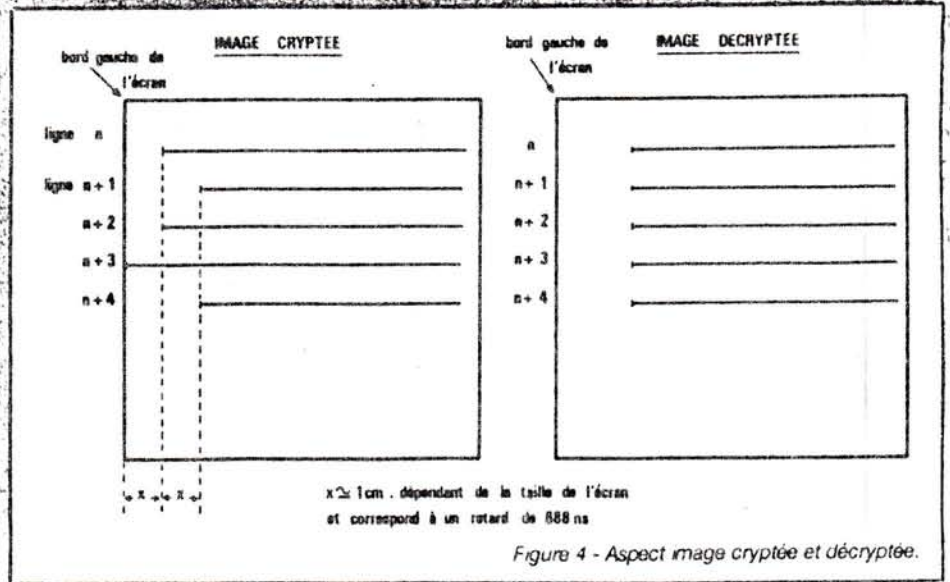 IMAGE CRYPTEE
bord gauche de
l'écran
ligne n
ligne n + 1
n + 2
n + 3
n + 4
x
x
IMAGE DECRYPTEE
bord gauche de
l'écran
n
n + 1
n + 2
n + 3
n + 4
x ≃ 1cm . dépendant de la taille de l'écran
et correspond à un retard de 888 ns
Figure 4 - Aspect image cryptée et décryptée.